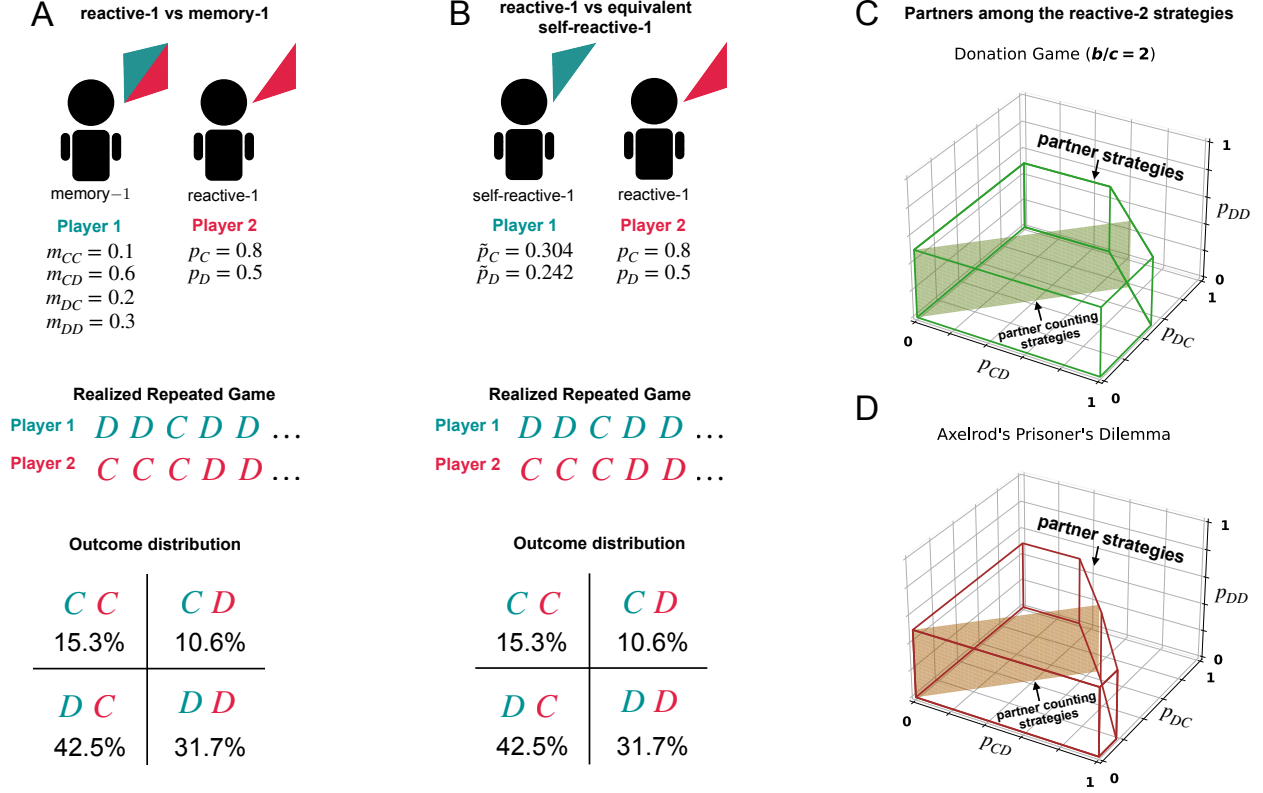 A
reactive-1 vs memory-1
memory−1
reactive-1
Player 1
Player 2
m_CC = 0.1
p_C = 0.8
m_CD = 0.6
p_D = 0.5
m_DC = 0.2
m_DD = 0.3
Realized Repeated Game
Player 1 D D C D D ...
Player 2 C C C D D ...
Outcome distribution
C C
C D
15.3%
10.6%
D C
D D
42.5%
31.7%
B
reactive-1 vs equivalent
self-reactive-1
self-reactive-1
reactive-1
Player 1
Player 2
p̃_C = 0.304
p_C = 0.8
p̃_D = 0.242
p_D = 0.5
Realized Repeated Game
Player 1 D D C D D ...
Player 2 C C C D D ...
Outcome distribution
C C
C D
15.3%
10.6%
D C
D D
42.5%
31.7%
C
Partners among the reactive-2 strategies
Donation Game (b/c = 2)
partner strategies
partner counting
strategies
1
p_DD
0
1
p_DC
0
p_CD
1
0
D
Axelrod's Prisoner's Dilemma
partner strategies
partner counting
strategies
1
p_DD
0
1
p_DC
0
p_CD
1
0